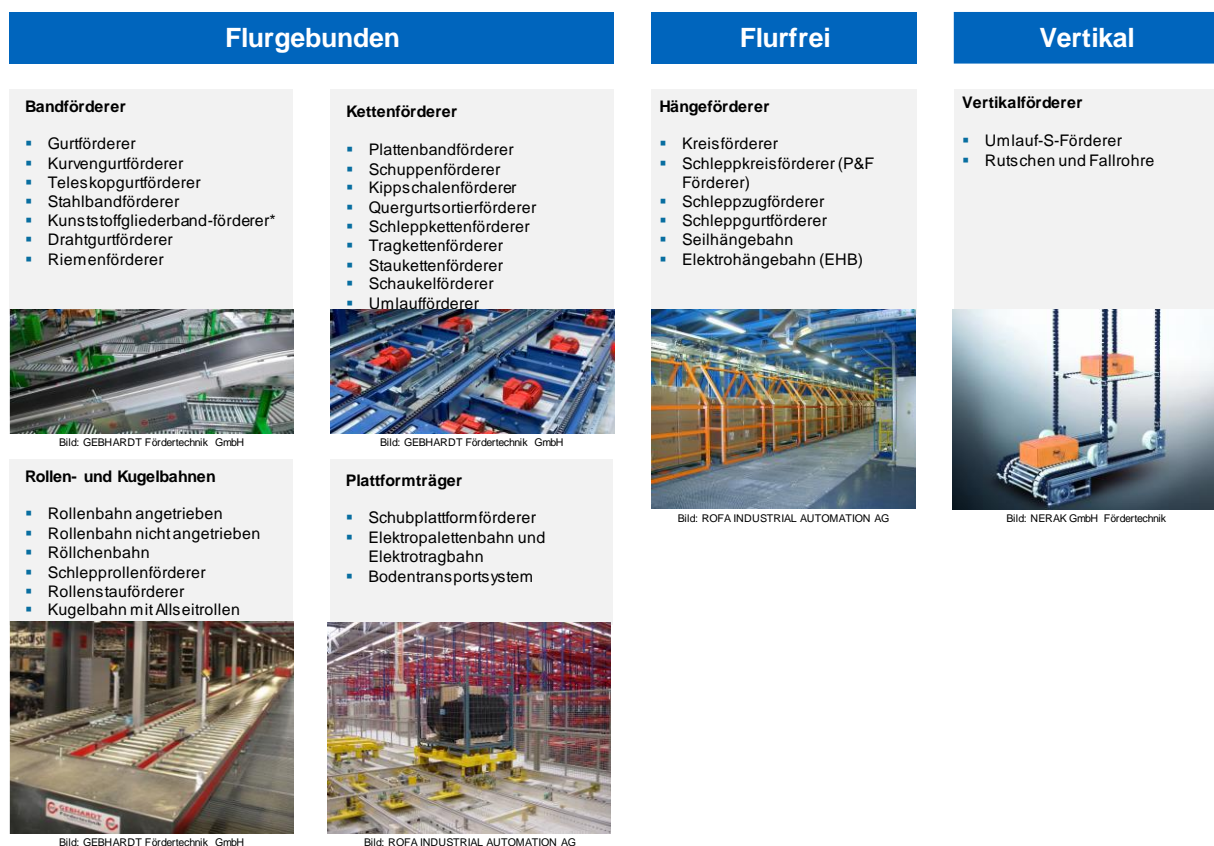 Flurgebunden
Flurfrei
Vertikal
Bandförderer
Gurtförderer
Kurvengurtförderer
Teleskopgurtförderer
Stahlbandförderer
Kunststoffgliederband-förderer*
Drahtgurtförderer
Riemenförderer
Bild: GEBHARDT Fördertechnik GmbH
Kettenförderer
Plattenbandförderer
Schuppenförderer
Kippschalenförderer
Quergurtsortierförderer
Schleppkettenförderer
Tragkettenförderer
Staukettenförderer
Schaukelförderer
Umlaufförderer
Bild: GEBHARDT Fördertechnik GmbH
Hängeförderer
Kreisförderer
Schleppkreisförderer (P&F
Förderer)
Schleppzugförderer
Schleppgurtförderer
Seilhängebahn
Elektrohängebahn (EHB)
Bild: ROFA INDUSTRIAL AUTOMATION AG
Vertikalförderer
Umlauf-S-Förderer
Rutschen und Fallrohre
Bild: NERAK GmbH Fördertechnik
Rollen- und Kugelbahnen
Rollenbahn angetrieben
Rollenbahn nicht angetrieben
Röllchenbahn
Schlepprollenförderer
Rollenstauförderer
Kugelbahn mit Allseitrollen
GEBHARDT
Fördertechnik
Bild: GEBHARDT Fördertechnik GmbH
Plattformträger
Schubplattformförderer
Elektropalettenbahn und
Elektrotragbahn
Bodentransportsystem
Bild: ROFA INDUSTRIAL AUTOMATION AG